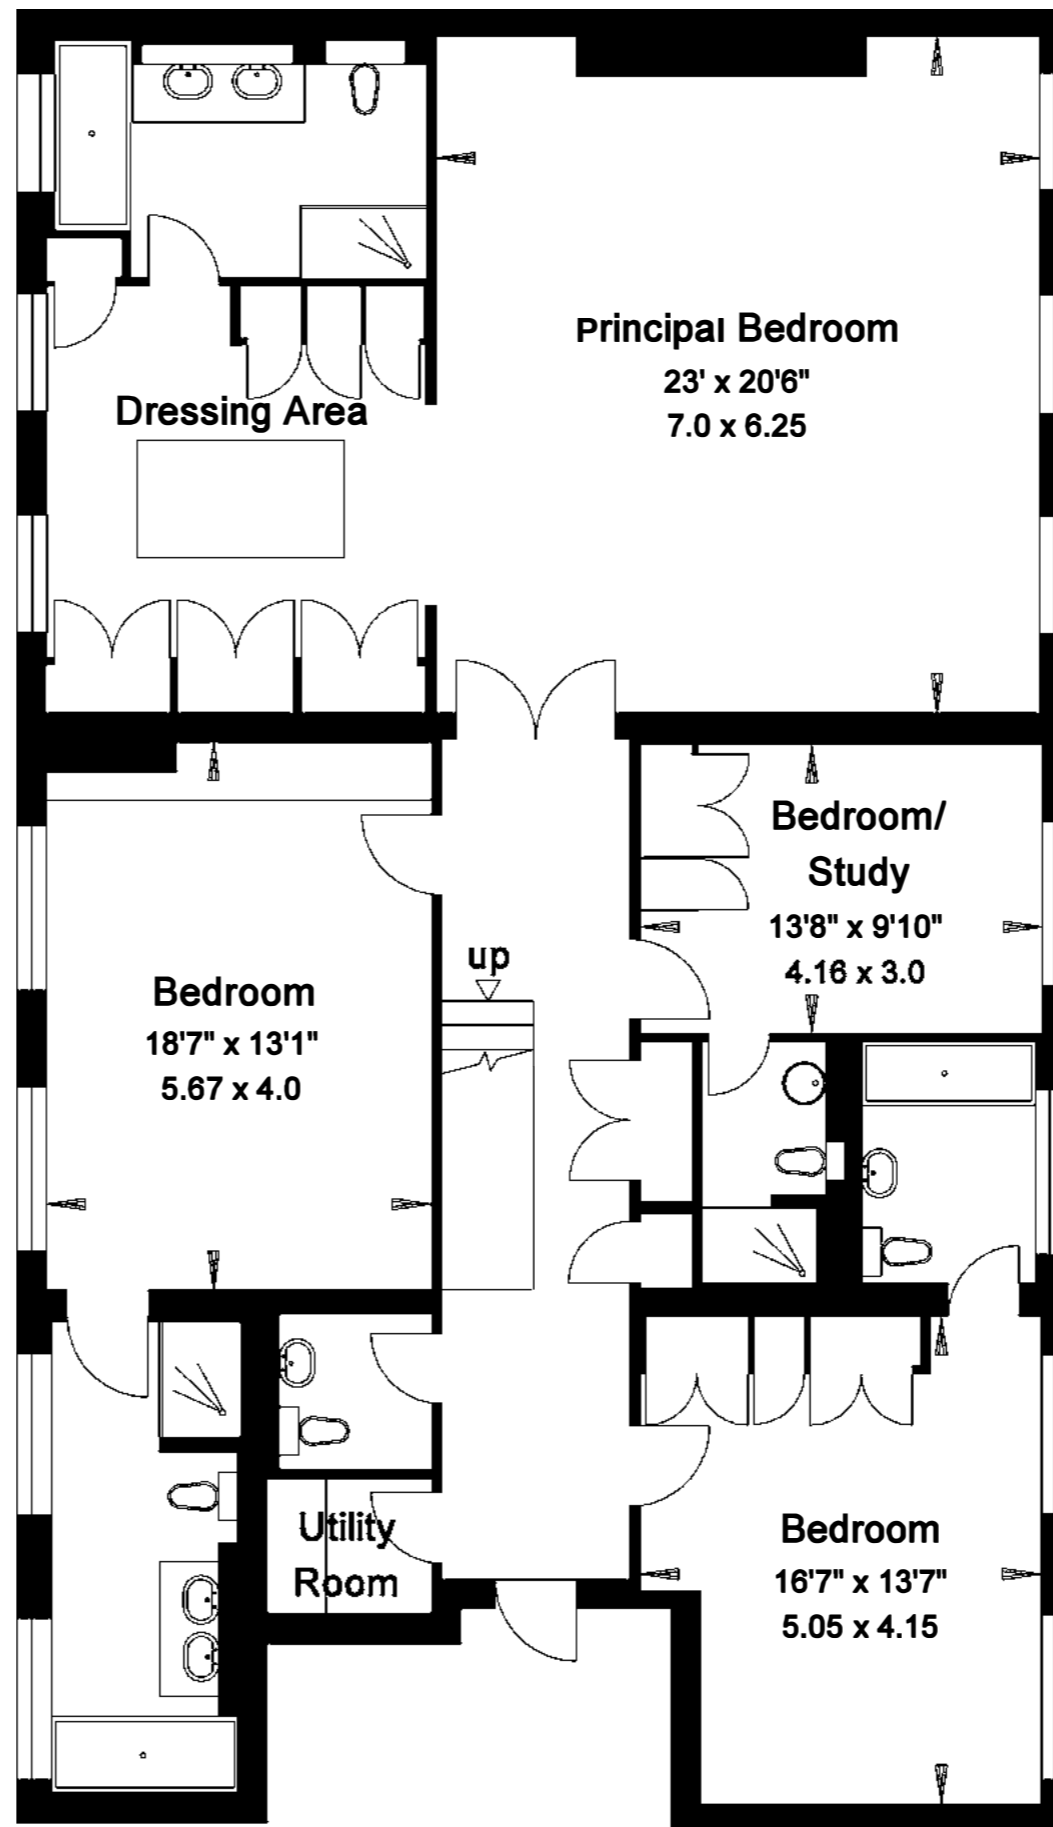 Principal Bedroom
23' x 20'6"
7.0 x 6.25
Dressing Area
Bedroom/
Study
13'8" x 9'10"
4.16 x 3.0
up
Bedroom
18'7" x 13'1"
5.67 x 4.0
Utility
Room
Bedroom
16'7" x 13'7"
5.05 x 4.15